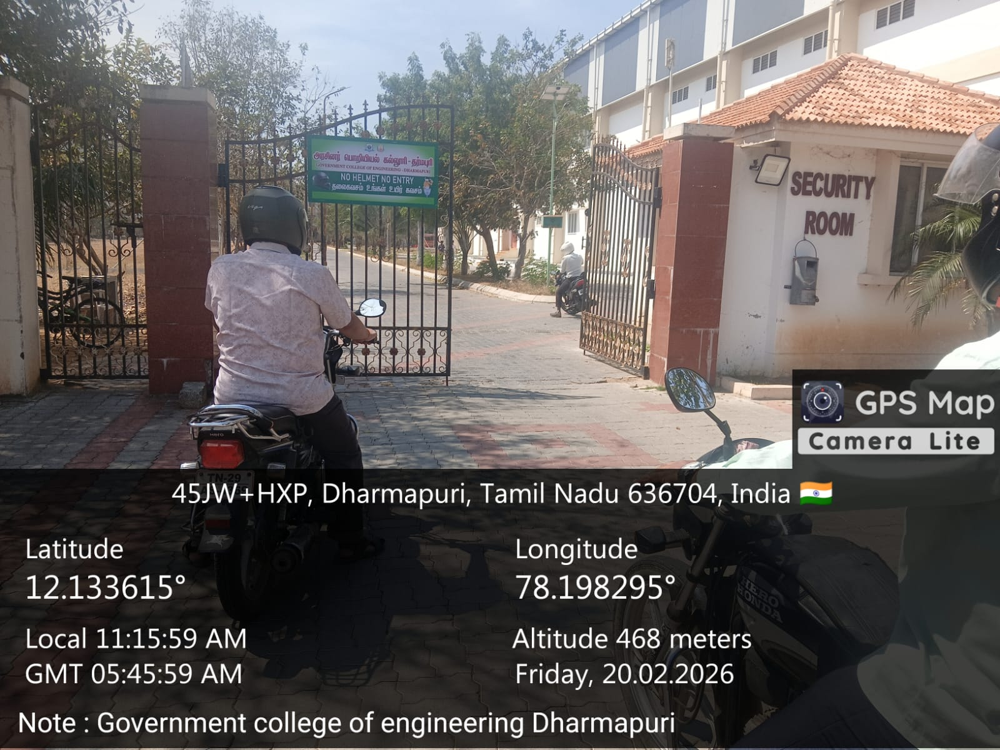 அரசினர் பொறியியல் கல்லூரி - தர்மபுரி
GOVERNMENT COLLEGE OF ENGINEERING - DHARMAPURI
NO HELMET NO ENTRY
தலைகவசம் உங்கள் உயிர் கவசம்
SECURITY
ROOM
Hero
TN-29
HERO
HONDA
GPS Map
Camera Lite
45JW+HXP, Dharmapuri, Tamil Nadu 636704, India
Latitude
12.133615°
Longitude
78.198295°
Local 11:15:59 AM
GMT 05:45:59 AM
Altitude 468 meters
Friday, 20.02.2026
Note : Government college of engineering Dharmapuri